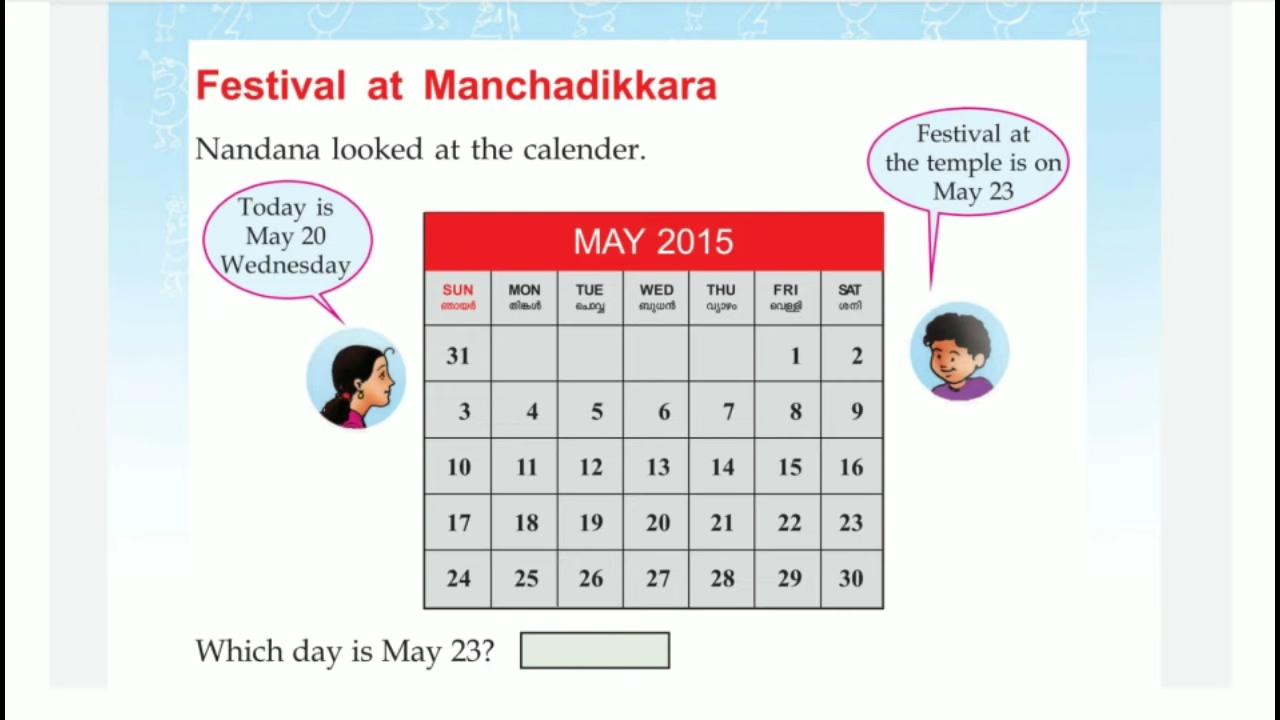 Festival at Manchadikkara
Nandana looked at the calender.
Festival at
the temple is on
May 23
Today is
May 20
Wednesday
MAY 2015
SUN MON TUE WED THU FRI SAT
ഞായർ തിങ്കൾ ചൊവ്വ ബുധൻ വ്യാഴം വെള്ളി ശനി
31 1 2
3 4 5 6 7 8 9
10 11 12 13 14 15 16
17 18 19 20 21 22 23
24 25 26 27 28 29 30
Which day is May 23?